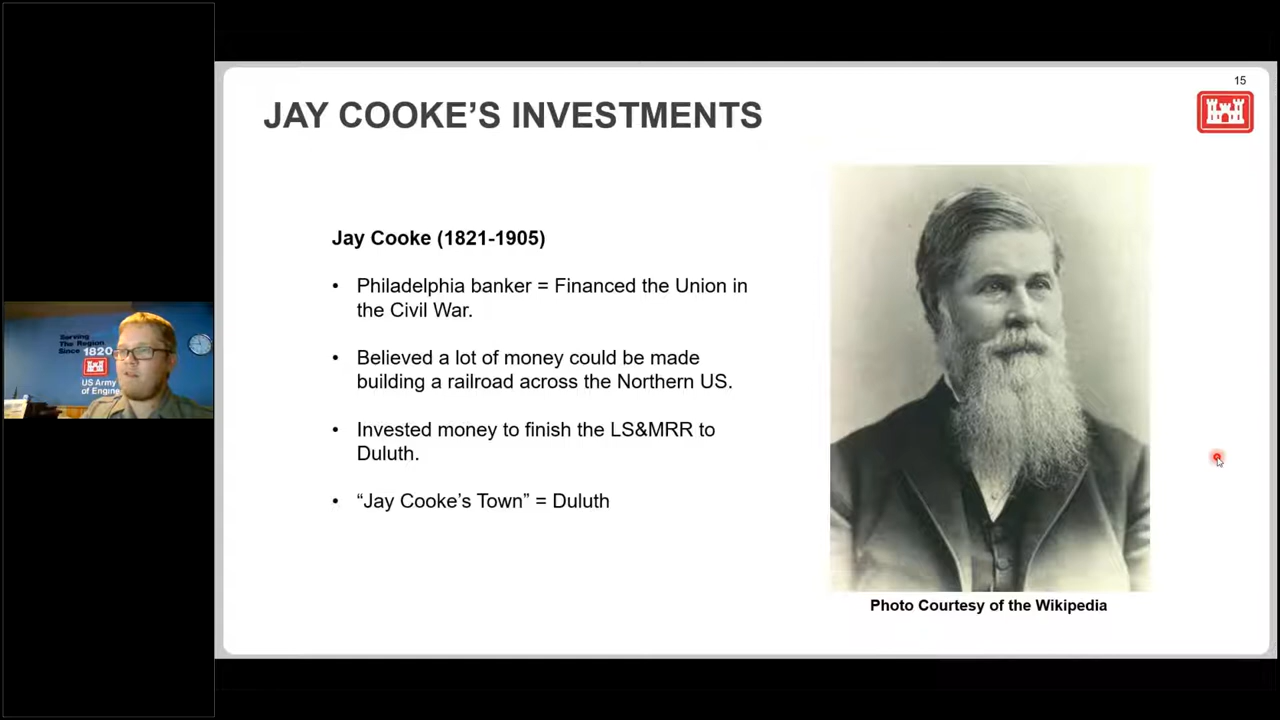 15
JAY COOKE’S INVESTMENTS
Jay Cooke (1821-1905)
• Philadelphia banker = Financed the Union in
the Civil War.
• Believed a lot of money could be made
building a railroad across the Northern US.
• Invested money to finish the LS&MRR to
Duluth.
• “Jay Cooke’s Town” = Duluth
Photo Courtesy of the Wikipedia
Serving
The Region
Since 1820
US Army
of Engine